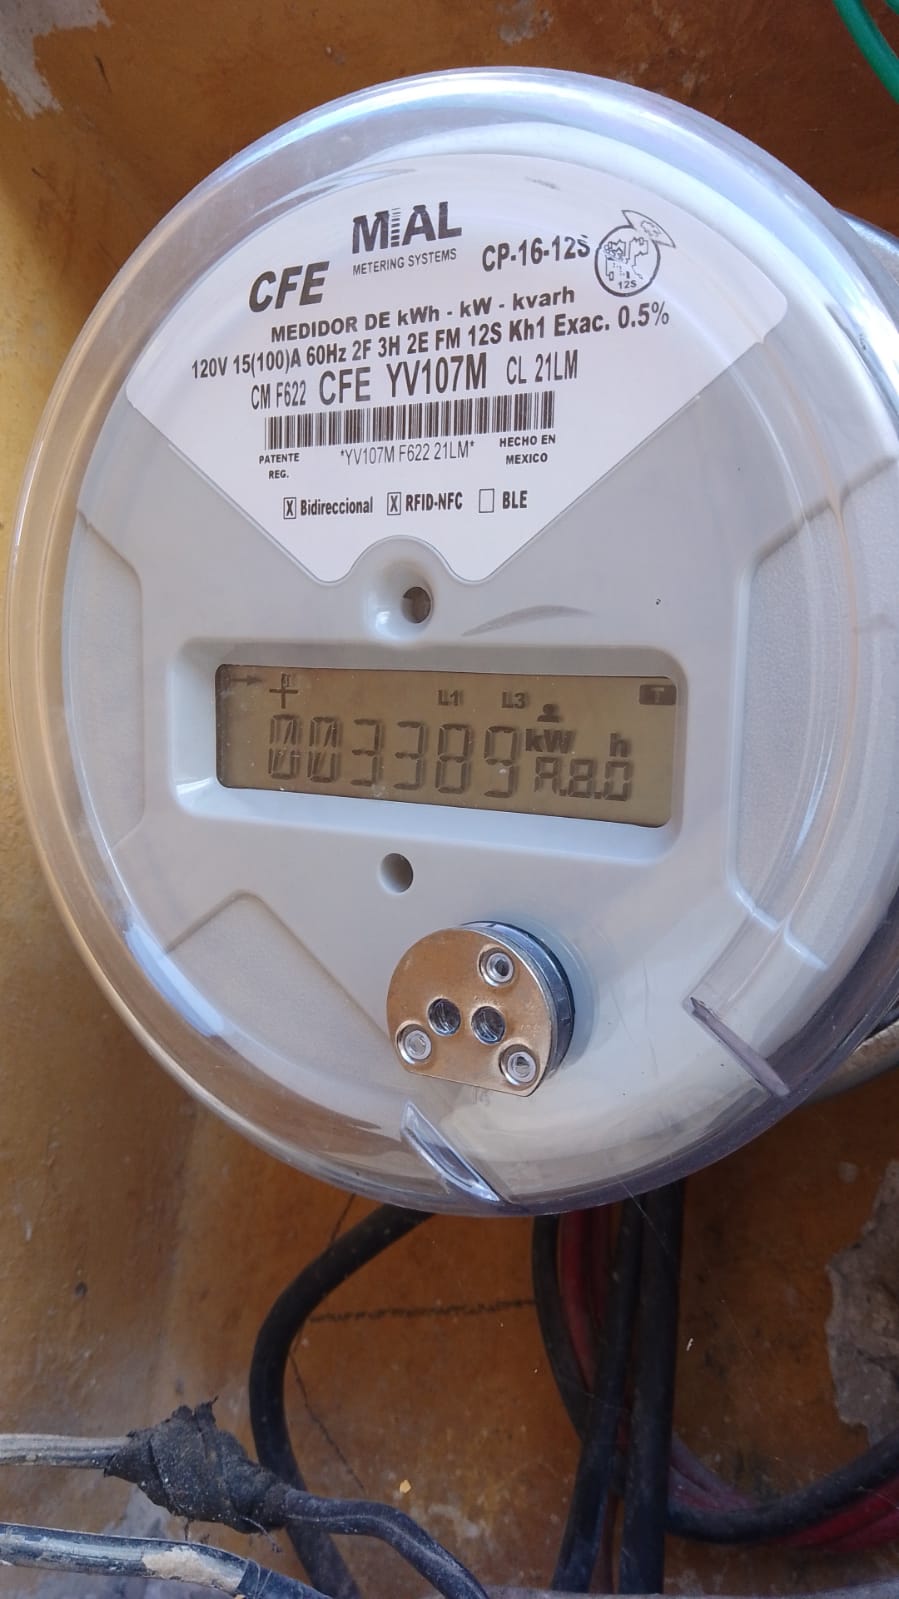 MIAL
METERING SYSTEMS
CFE
CP-16-12S
12S
MEDIDOR DE kWh - kW - kvarh
120V 15(100)A 60Hz 2F 3H 2E FM 12S Kh1 Exac. 0.5%
CM F622 CFE YV107M CL 21LM
PATENTE REG.
*YV107M F622 21LM*
HECHO EN MEXICO
X Bidireccional X RFID-NFC BLE
L1 L3 T
003389 kW h
A.8.0